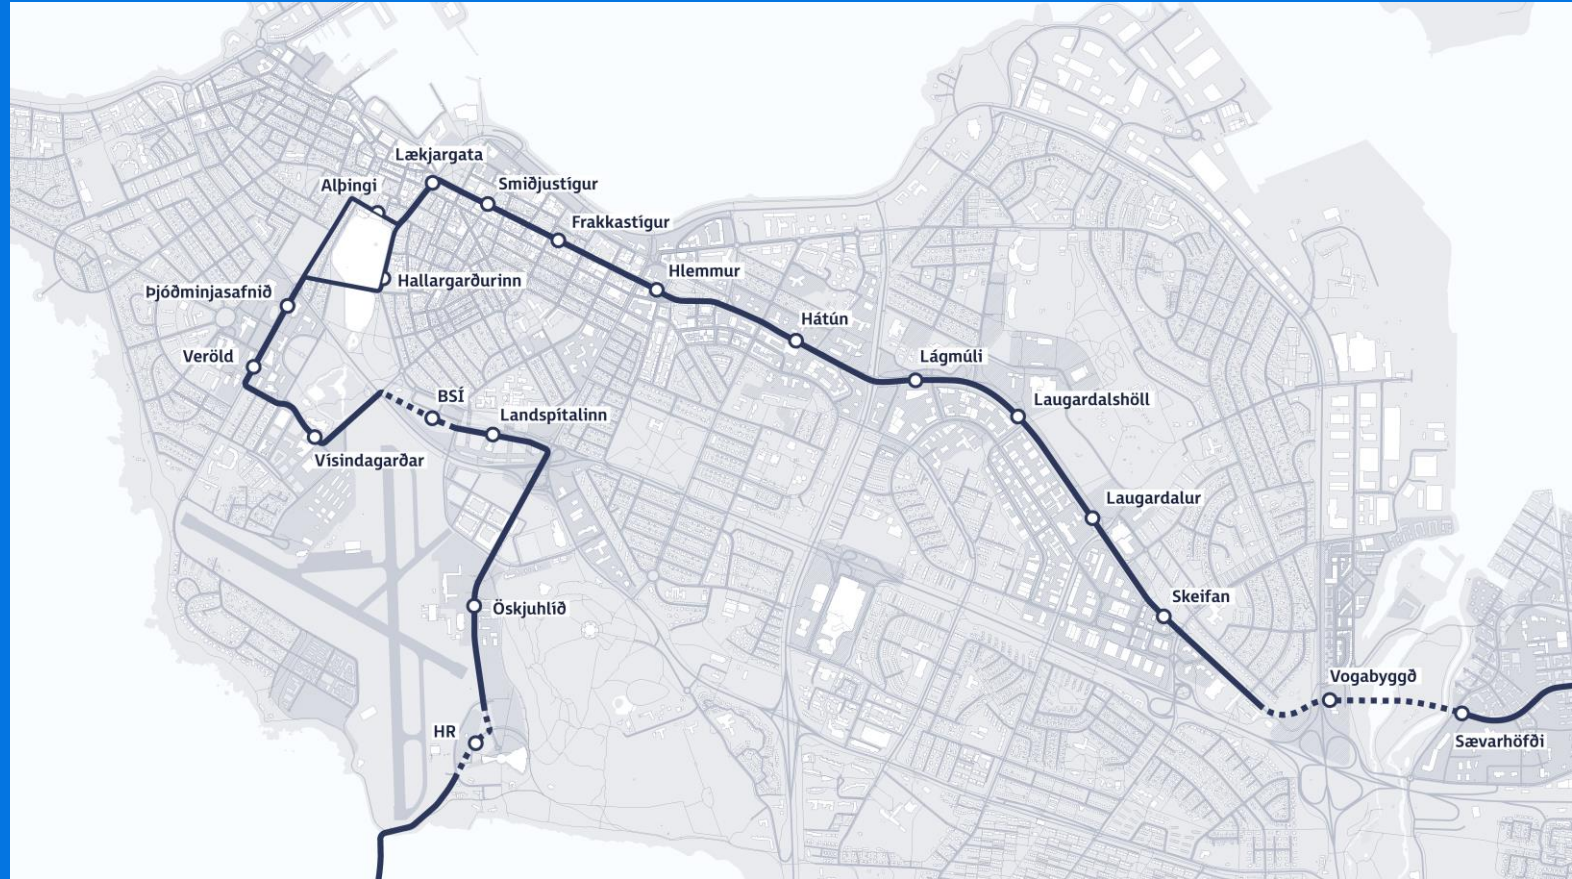 Lækjargata
Smiðjustígur
Alþingi
Frakkastígur
Hlemmur
Hallargarðurinn
Þjóðminjasafnið
Hátún
Veröld
Lágmúli
BSÍ
Laugardalshöll
Landspítalinn
Vísindagarðar
Laugardalur
Skeifan
Öskjuhlíð
Vogabyggð
HR
Sævarhöfði